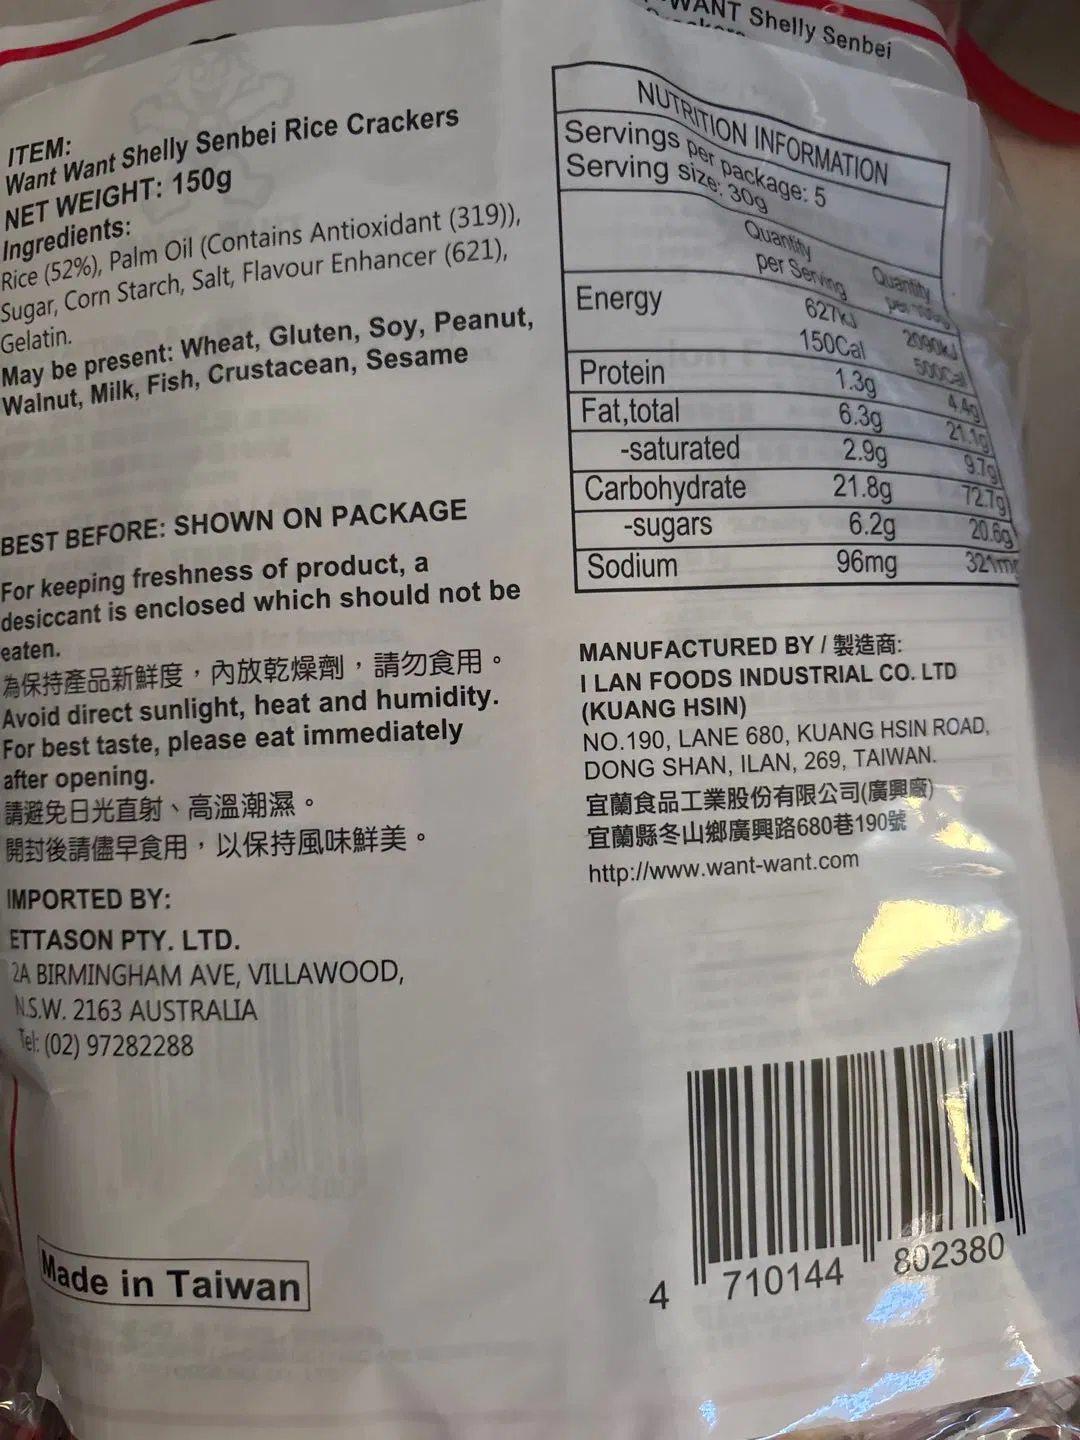 WANT Shelly Senbei
ITEM:
Want Want Shelly Senbei Rice Crackers
NET WEIGHT: 150g
Ingredients:
Rice (52%), Palm Oil (Contains Antioxidant (319)),
Sugar, Corn Starch, Salt, Flavour Enhancer (621),
Gelatin.
May be present: Wheat, Gluten, Soy, Peanut,
Walnut, Milk, Fish, Crustacean, Sesame
BEST BEFORE: SHOWN ON PACKAGE
For keeping freshness of product, a
desiccant is enclosed which should not be
eaten.
為保持產品新鮮度，內放乾燥劑，請勿食用。
Avoid direct sunlight, heat and humidity.
For best taste, please eat immediately
after opening.
請避免日光直射、高溫潮濕。
開封後請儘早食用，以保持風味鮮美。
IMPORTED BY:
ETTASON PTY. LTD.
2A BIRMINGHAM AVE, VILLAWOOD,
N.S.W. 2163 AUSTRALIA
Tel: (02) 97282288
Made in Taiwan
NUTRITION INFORMATION
Servings per package: 5
Serving size: 30g
Quantity per Serving Quantity per 100g
Energy 627kJ 2090kJ
150Cal 500Cal
Protein 1.3g 4.4g
Fat,total 6.3g 21.1g
-saturated 2.9g 9.7g
Carbohydrate 21.8g 72.7g
-sugars 6.2g 20.6g
Sodium 96mg 321mg
MANUFACTURED BY / 製造商:
I LAN FOODS INDUSTRIAL CO. LTD
(KUANG HSIN)
NO.190, LANE 680, KUANG HSIN ROAD,
DONG SHAN, ILAN, 269, TAIWAN.
宜蘭食品工業股份有限公司(廣興廠)
宜蘭縣冬山鄉廣興路680巷190號
http://www.want-want.com
4 710144 802380